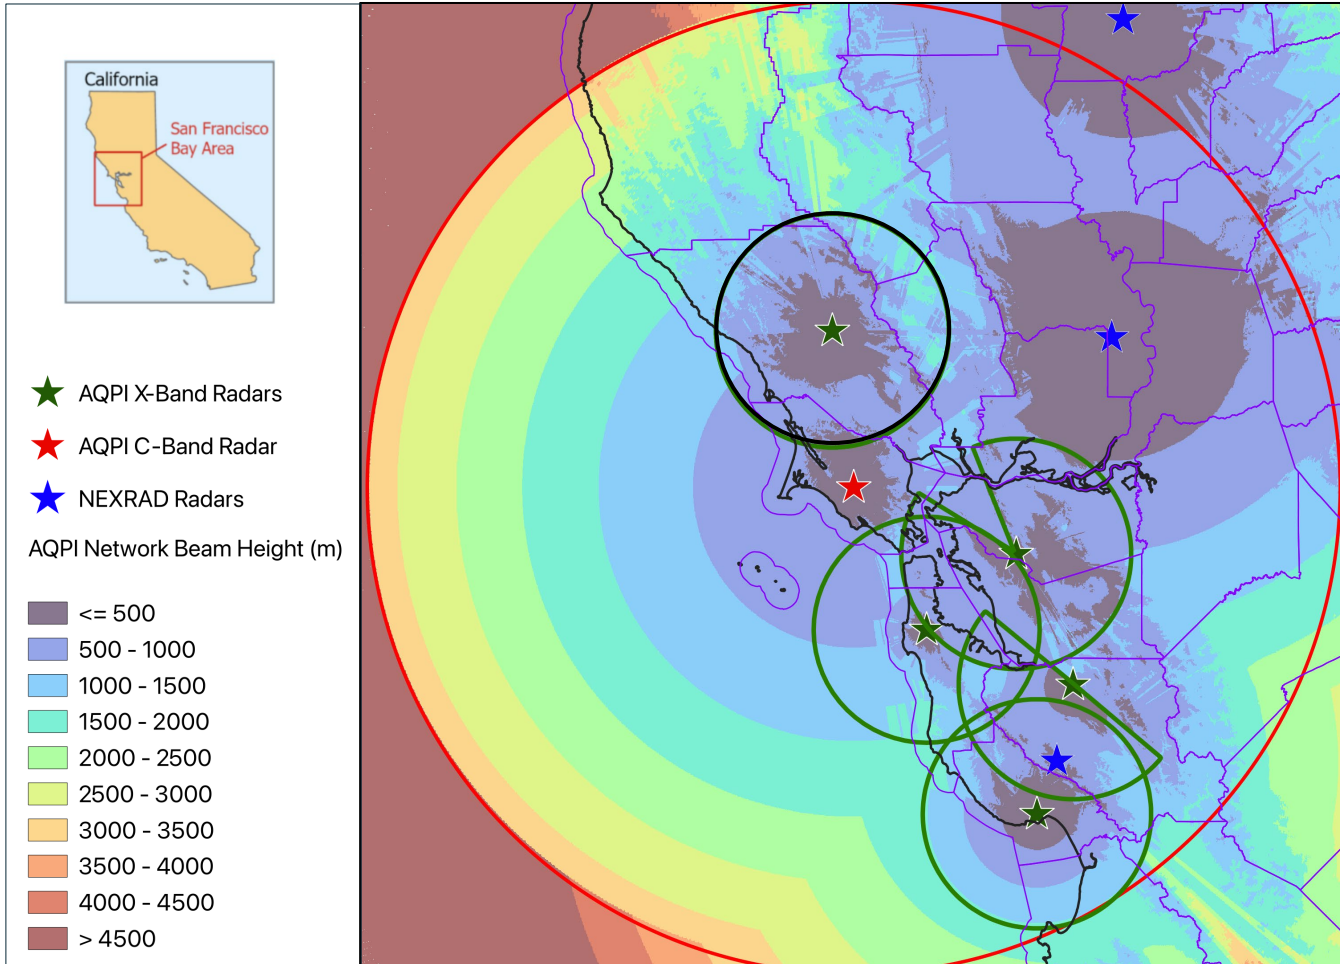 California
San Francisco
Bay Area
AQPI X-Band Radars
AQPI C-Band Radar
NEXRAD Radars
AQPI Network Beam Height (m)
<= 500
500 - 1000
1000 - 1500
1500 - 2000
2000 - 2500
2500 - 3000
3000 - 3500
3500 - 4000
4000 - 4500
> 4500